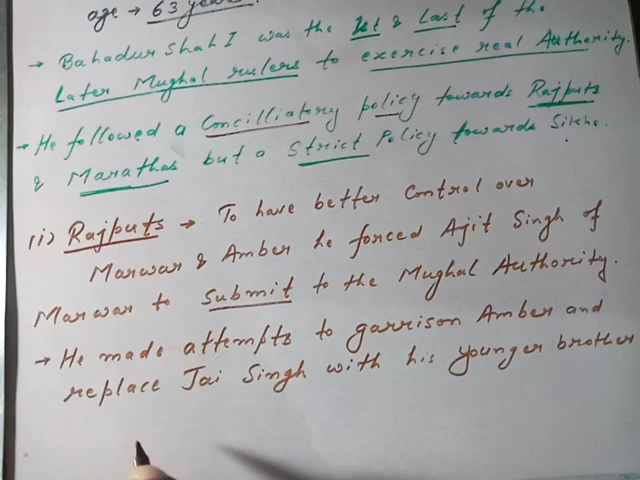 age → 63 years
→ Bahadur Shah I was the 1st & last of the
Later Mughal rulers to exercise real Authority.
→ He followed a Concilliatory policy towards Rajputs
& Marathas but a Strict Policy towards Sikhs.
(i) Rajputs → To have better Control over
Marwar & Amber he forced Ajit Singh of
Marwar to submit to the Mughal Authority.
→ He made attempts to garrison Amber and
replace Jai Singh with his younger brother